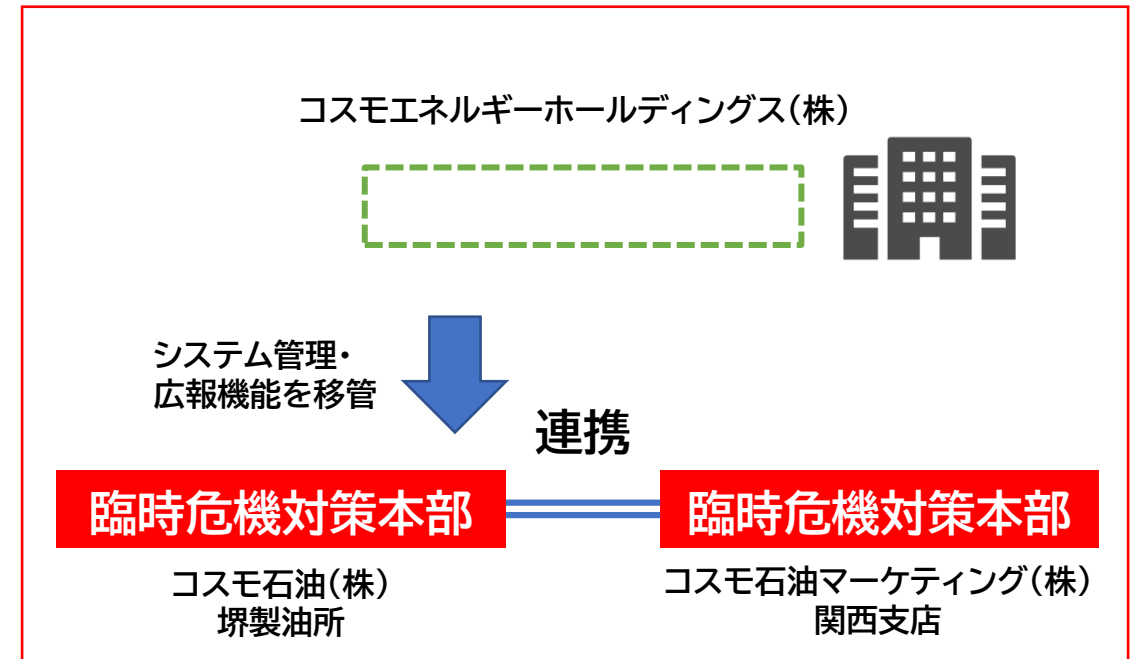 コスモエネルギーホールディングス(株)
システム管理・
広報機能を移管
連携
臨時危機対策本部
臨時危機対策本部
コスモ石油(株)
堺製油所
コスモ石油マーケティング(株)
関西支店